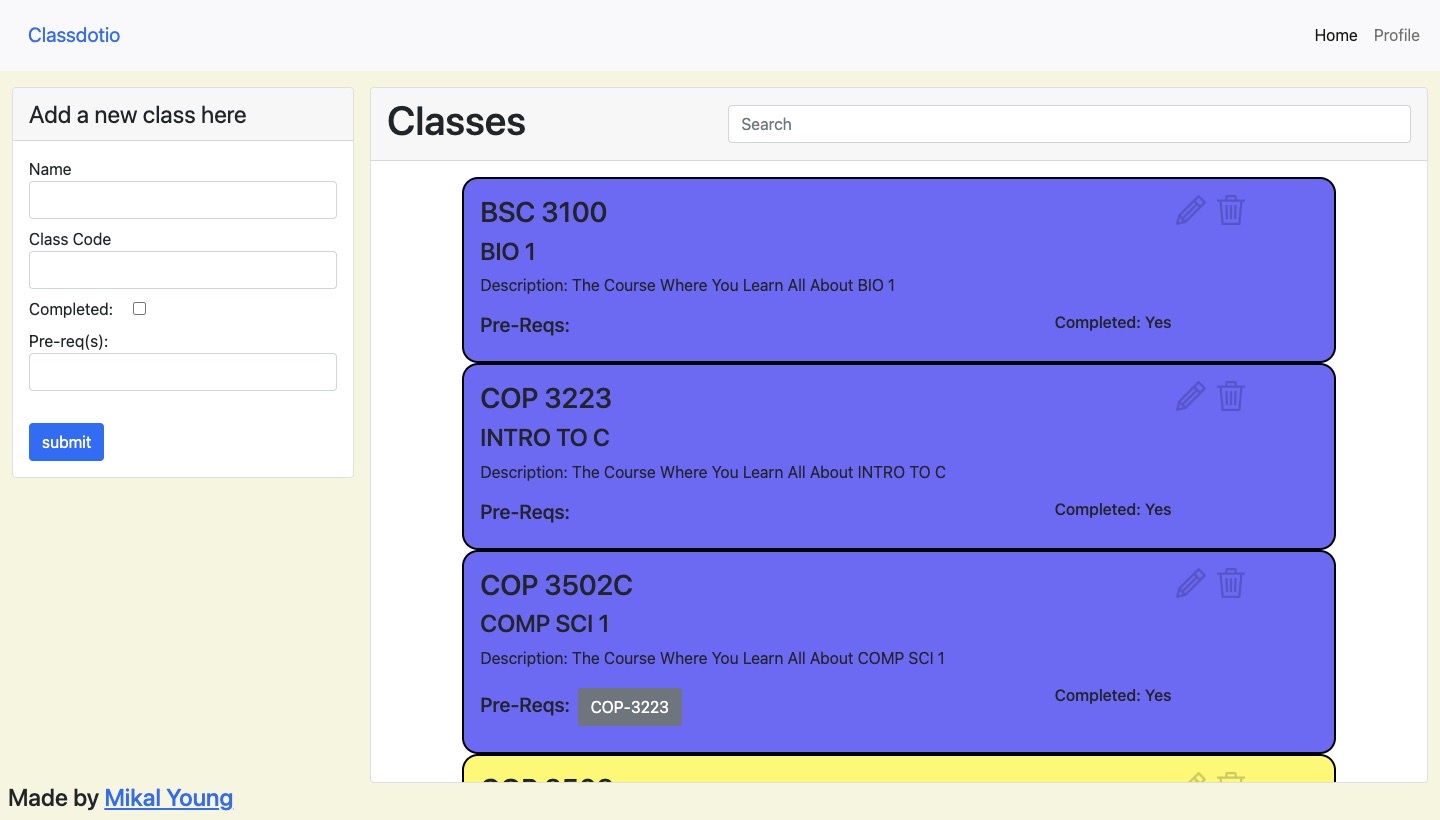 Classdotio
Home Profile
Add a new class here
Name
Class Code
Completed:
Pre-req(s):
submit
Classes
Search
BSC 3100
BIO 1
Description: The Course Where You Learn All About BIO 1
Pre-Reqs:
Completed: Yes
COP 3223
INTRO TO C
Description: The Course Where You Learn All About INTRO TO C
Pre-Reqs:
Completed: Yes
COP 3502C
COMP SCI 1
Description: The Course Where You Learn All About COMP SCI 1
Pre-Reqs: COP-3223
Completed: Yes
Made by Mikal Young